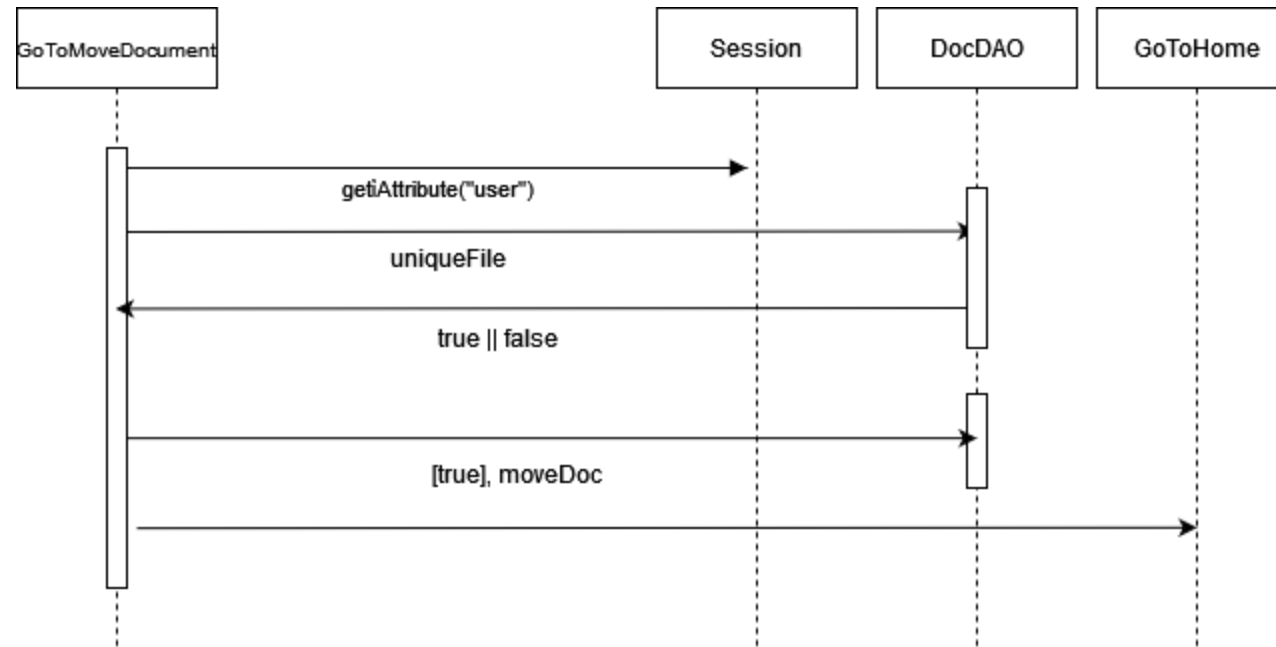 GoToMoveDocument
Session
DocDAO
GoToHome
getiAttribute("user")
uniqueFile
true || false
[true], moveDoc